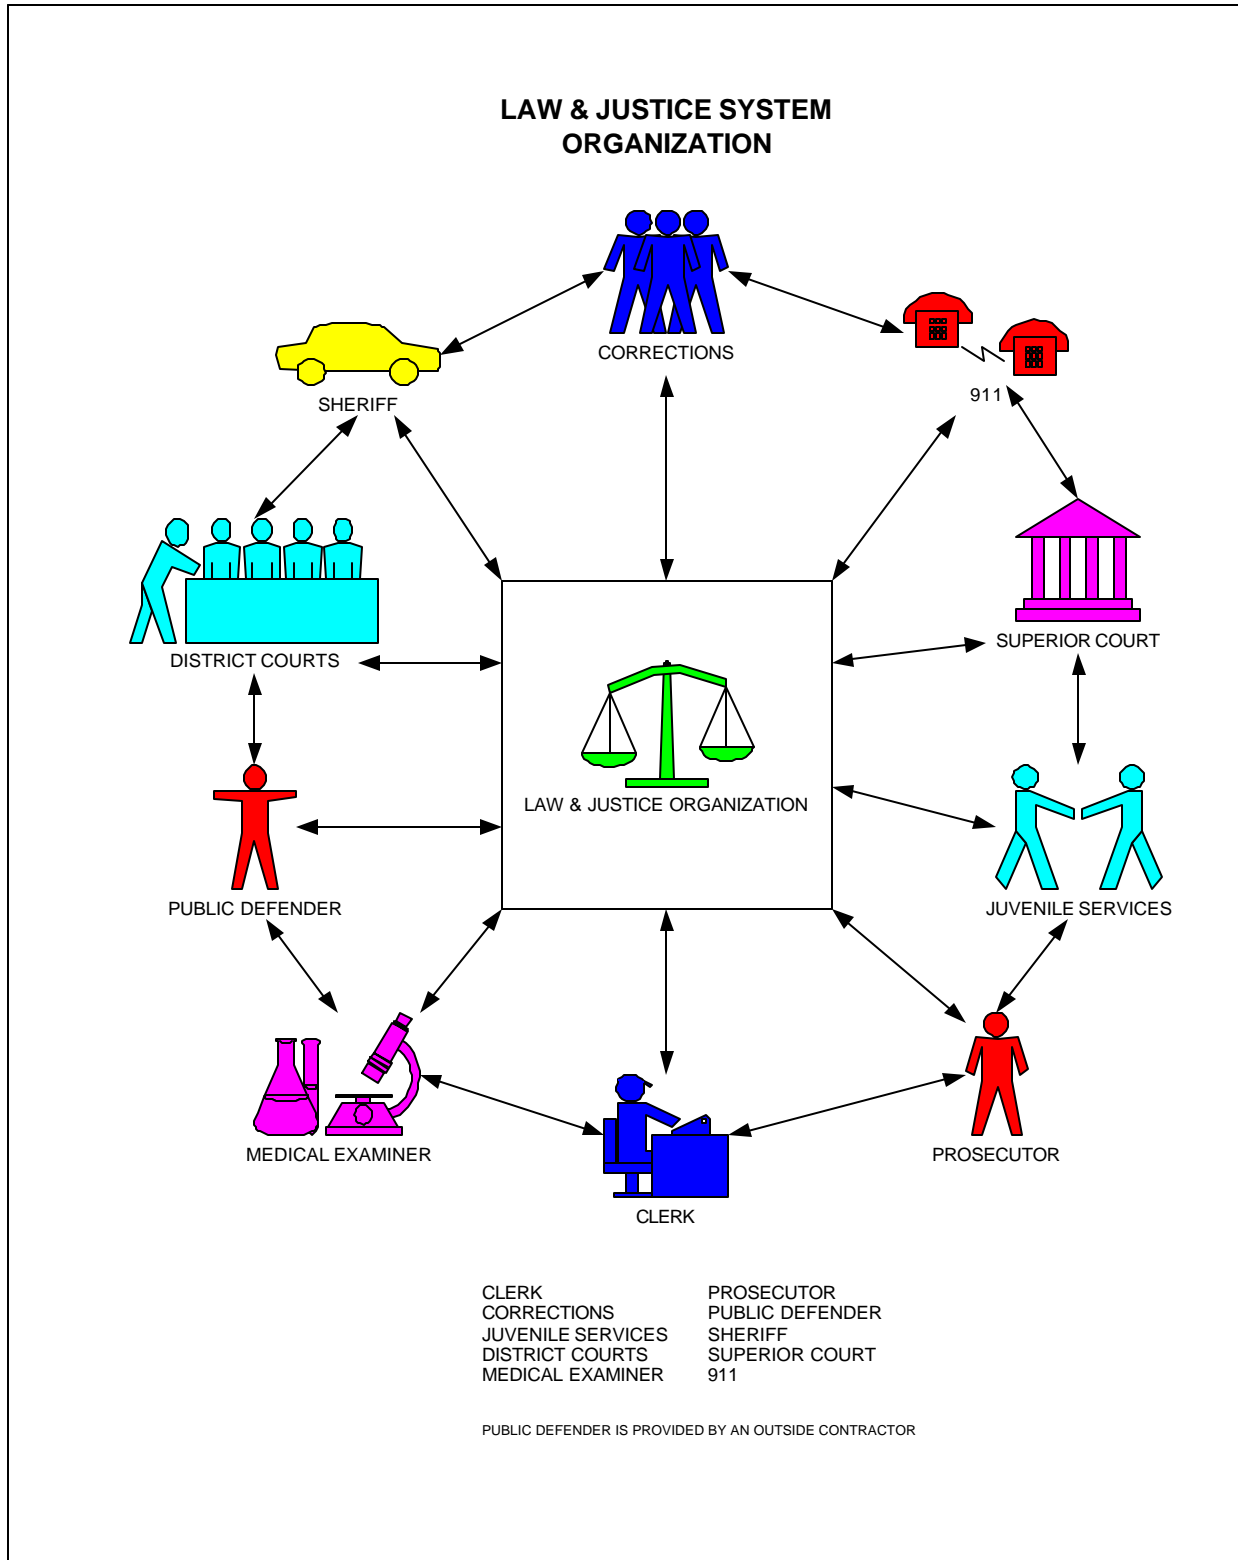 LAW & JUSTICE SYSTEM
ORGANIZATION
CORRECTIONS
911
SHERIFF
SUPERIOR COURT
DISTRICT COURTS
LAW & JUSTICE ORGANIZATION
PUBLIC DEFENDER
JUVENILE SERVICES
MEDICAL EXAMINER
PROSECUTOR
CLERK
CLERK PROSECUTOR
CORRECTIONS PUBLIC DEFENDER
JUVENILE SERVICES SHERIFF
DISTRICT COURTS SUPERIOR COURT
MEDICAL EXAMINER 911
PUBLIC DEFENDER IS PROVIDED BY AN OUTSIDE CONTRACTOR